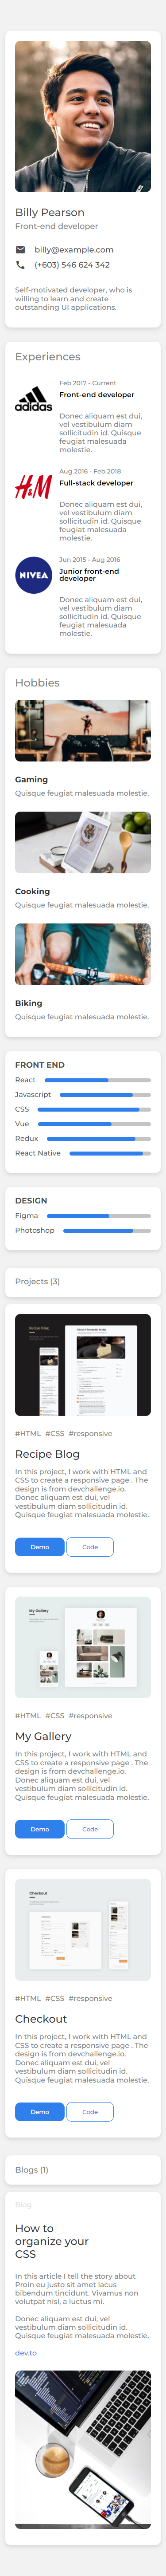 Billy Pearson
Front-end developer
billy@example.com
(+603) 546 624 342
Self-motivated developer, who is
willing to learn and create
outstanding UI applications.
Experiences
adidas
Feb 2017 - Current
Front-end developer
Donec aliquam est dui,
vel vestibulum diam
sollicitudin id. Quisque
feugiat malesuada
molestie.
H&M
Aug 2016 - Feb 2018
Full-stack developer
Donec aliquam est dui,
vel vestibulum diam
sollicitudin id. Quisque
feugiat malesuada
molestie.
NIVEA
Jun 2015 - Aug 2016
Junior front-end
developer
Donec aliquam est dui,
vel vestibulum diam
sollicitudin id. Quisque
feugiat malesuada
molestie.
Hobbies
Gaming
Quisque feugiat malesuada molestie.
Cooking
Quisque feugiat malesuada molestie.
Biking
Quisque feugiat malesuada molestie.
FRONT END
React
Javascript
CSS
Vue
Redux
React Native
DESIGN
Figma
Photoshop
Projects (3)
Recipe Blog
#HTML #CSS #responsive
Recipe Blog
In this project, I work with HTML and
CSS to create a responsive page . The
design is from devchallenge.io.
Donec aliquam est dui, vel
vestibulum diam sollicitudin id.
Quisque feugiat malesuada molestie.
Demo
Code
My Gallery
#HTML #CSS #responsive
My Gallery
In this project, I work with HTML and
CSS to create a responsive page . The
design is from devchallenge.io.
Donec aliquam est dui, vel
vestibulum diam sollicitudin id.
Quisque feugiat malesuada molestie.
Demo
Code
Checkout
#HTML #CSS #responsive
Checkout
In this project, I work with HTML and
CSS to create a responsive page . The
design is from devchallenge.io.
Donec aliquam est dui, vel
vestibulum diam sollicitudin id.
Quisque feugiat malesuada molestie.
Demo
Code
Blogs (1)
Blog
How to
organize your
CSS
In this article I tell the story about
Proin eu justo sit amet lacus
bibendum tincidunt. Vivamus non
volutpat nisl, a luctus mi.
Donec aliquam est dui, vel
vestibulum diam sollicitudin id.
Quisque feugiat malesuada molestie.
dev.to